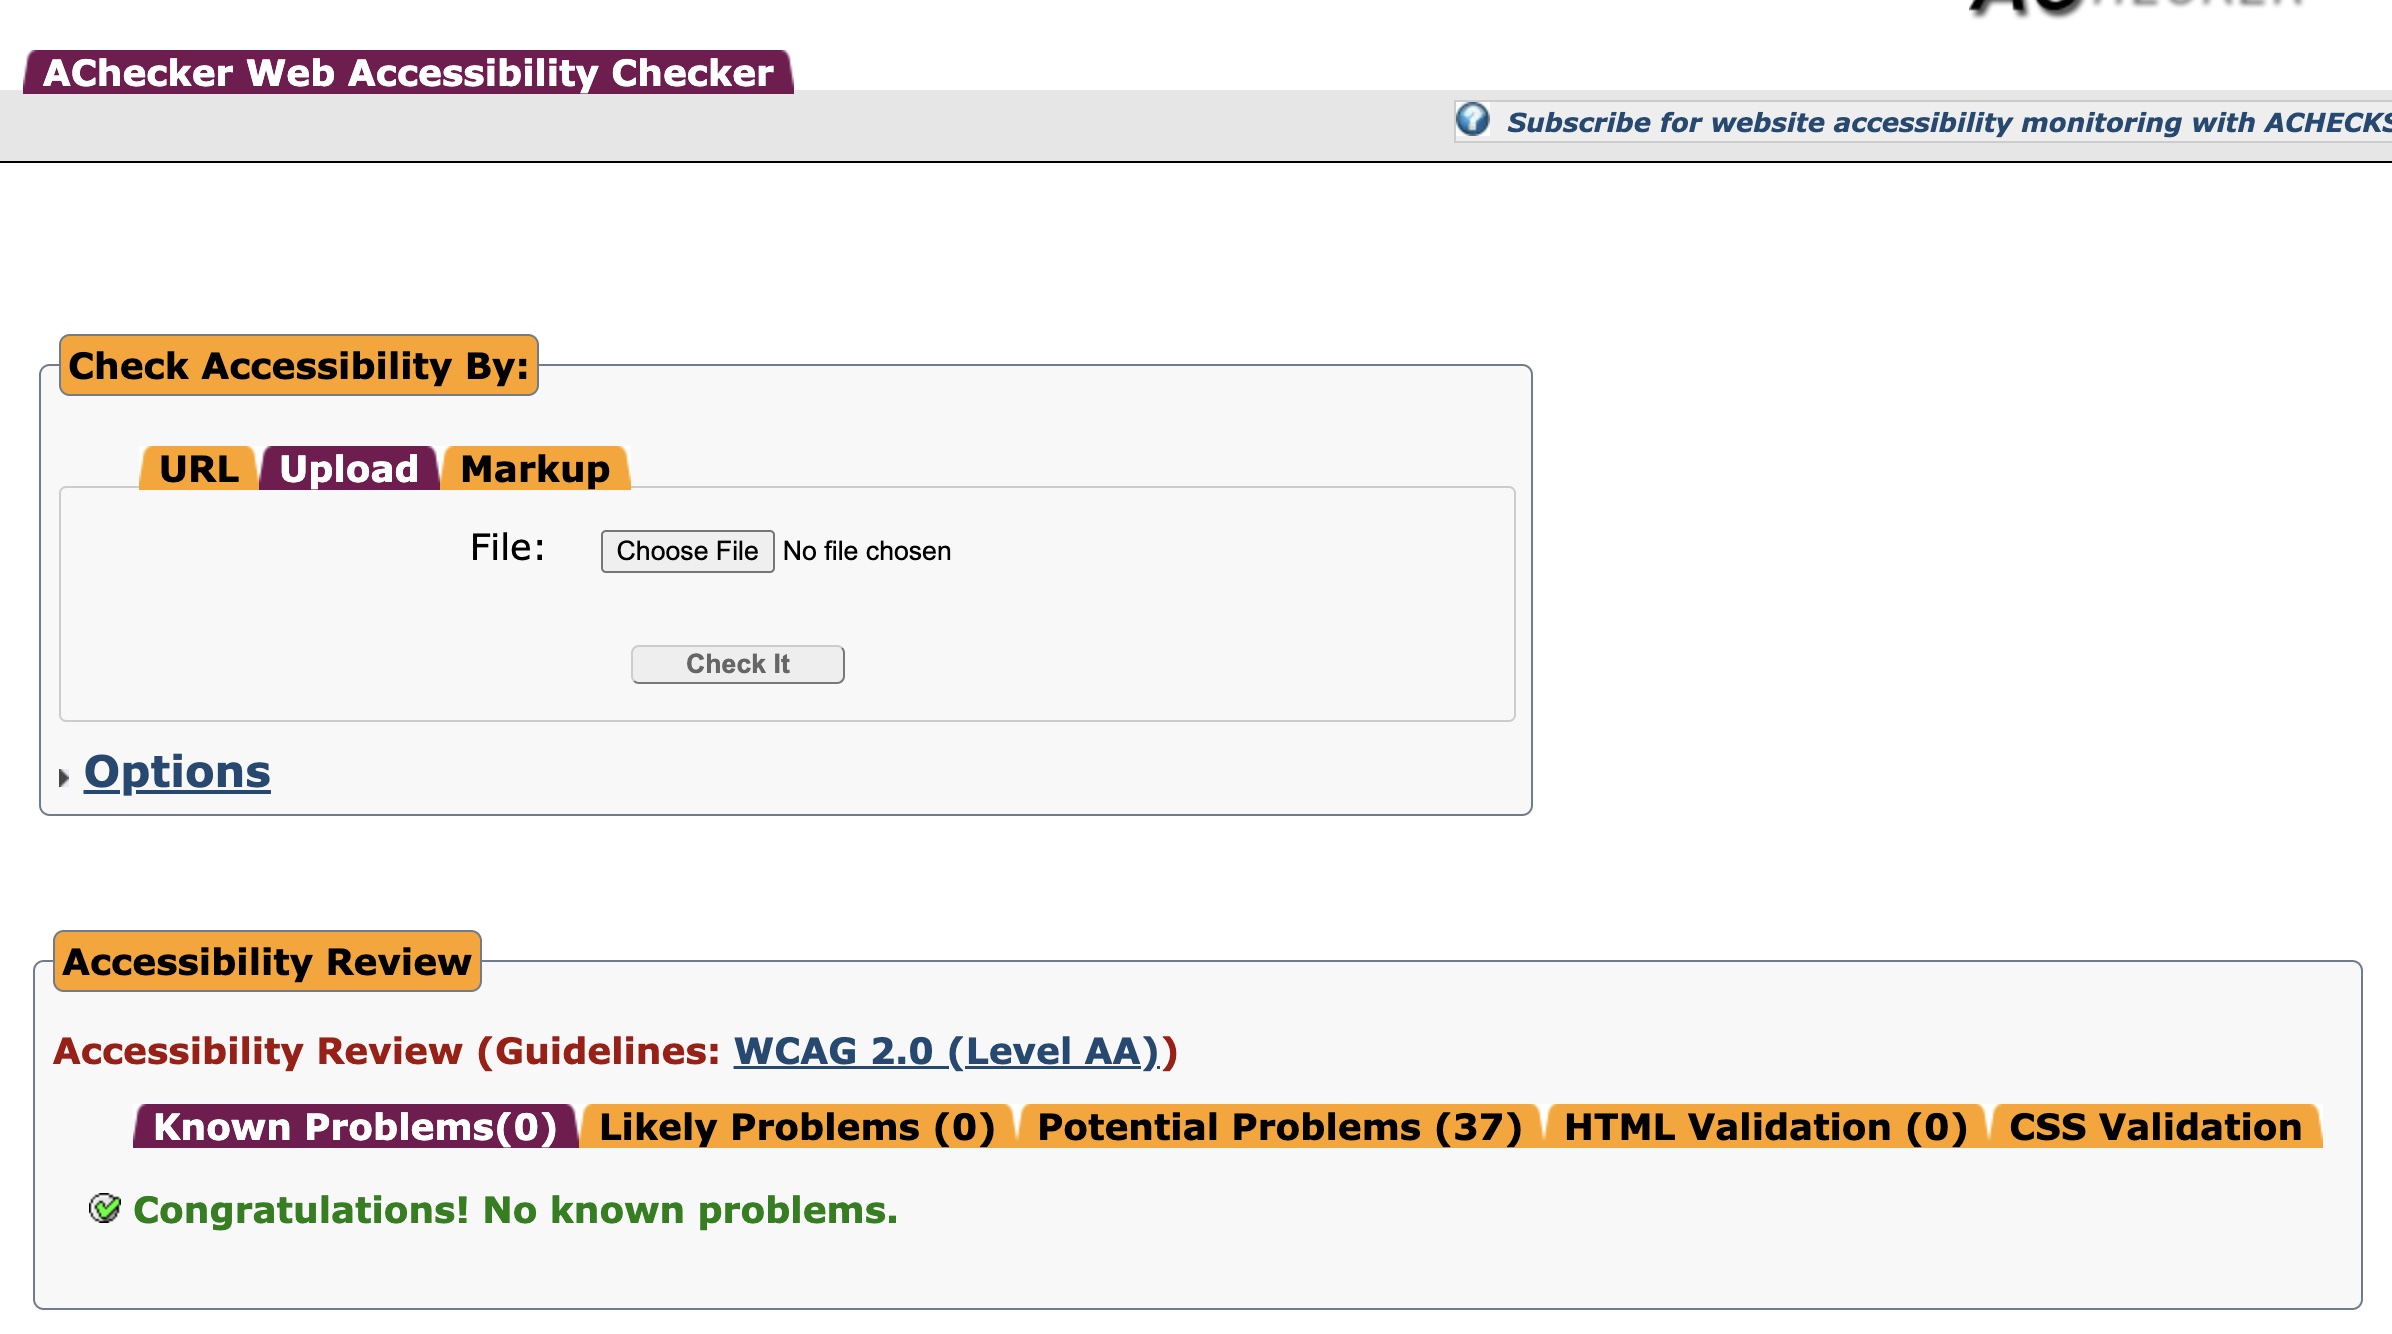 AChecker Web Accessibility Checker
Subscribe for website accessibility monitoring with ACHECKS
Check Accessibility By:
URL Upload Markup
File: Choose File No file chosen
Check It
Options
Accessibility Review
Accessibility Review (Guidelines: WCAG 2.0 (Level AA))
Known Problems(0) Likely Problems (0) Potential Problems (37) HTML Validation (0) CSS Validation
Congratulations! No known problems.